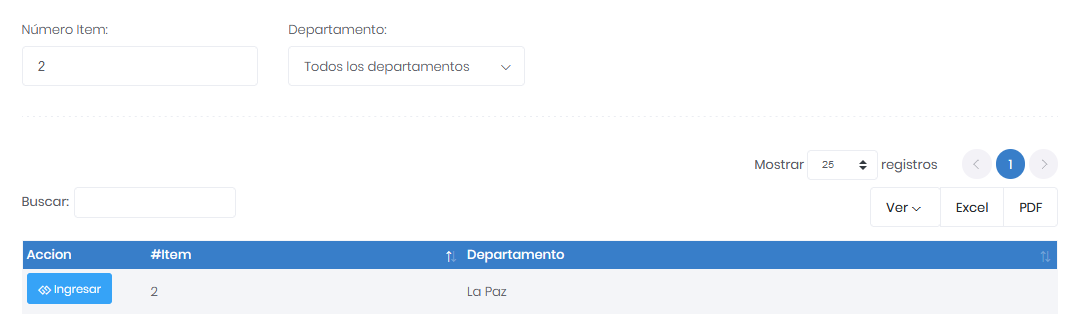 Número Item: Departamento:
2 Todos los departamentos
Mostrar 25 registros 1
Buscar: Ver Excel PDF
Accion #Item Departamento
Ingresar 2 La Paz